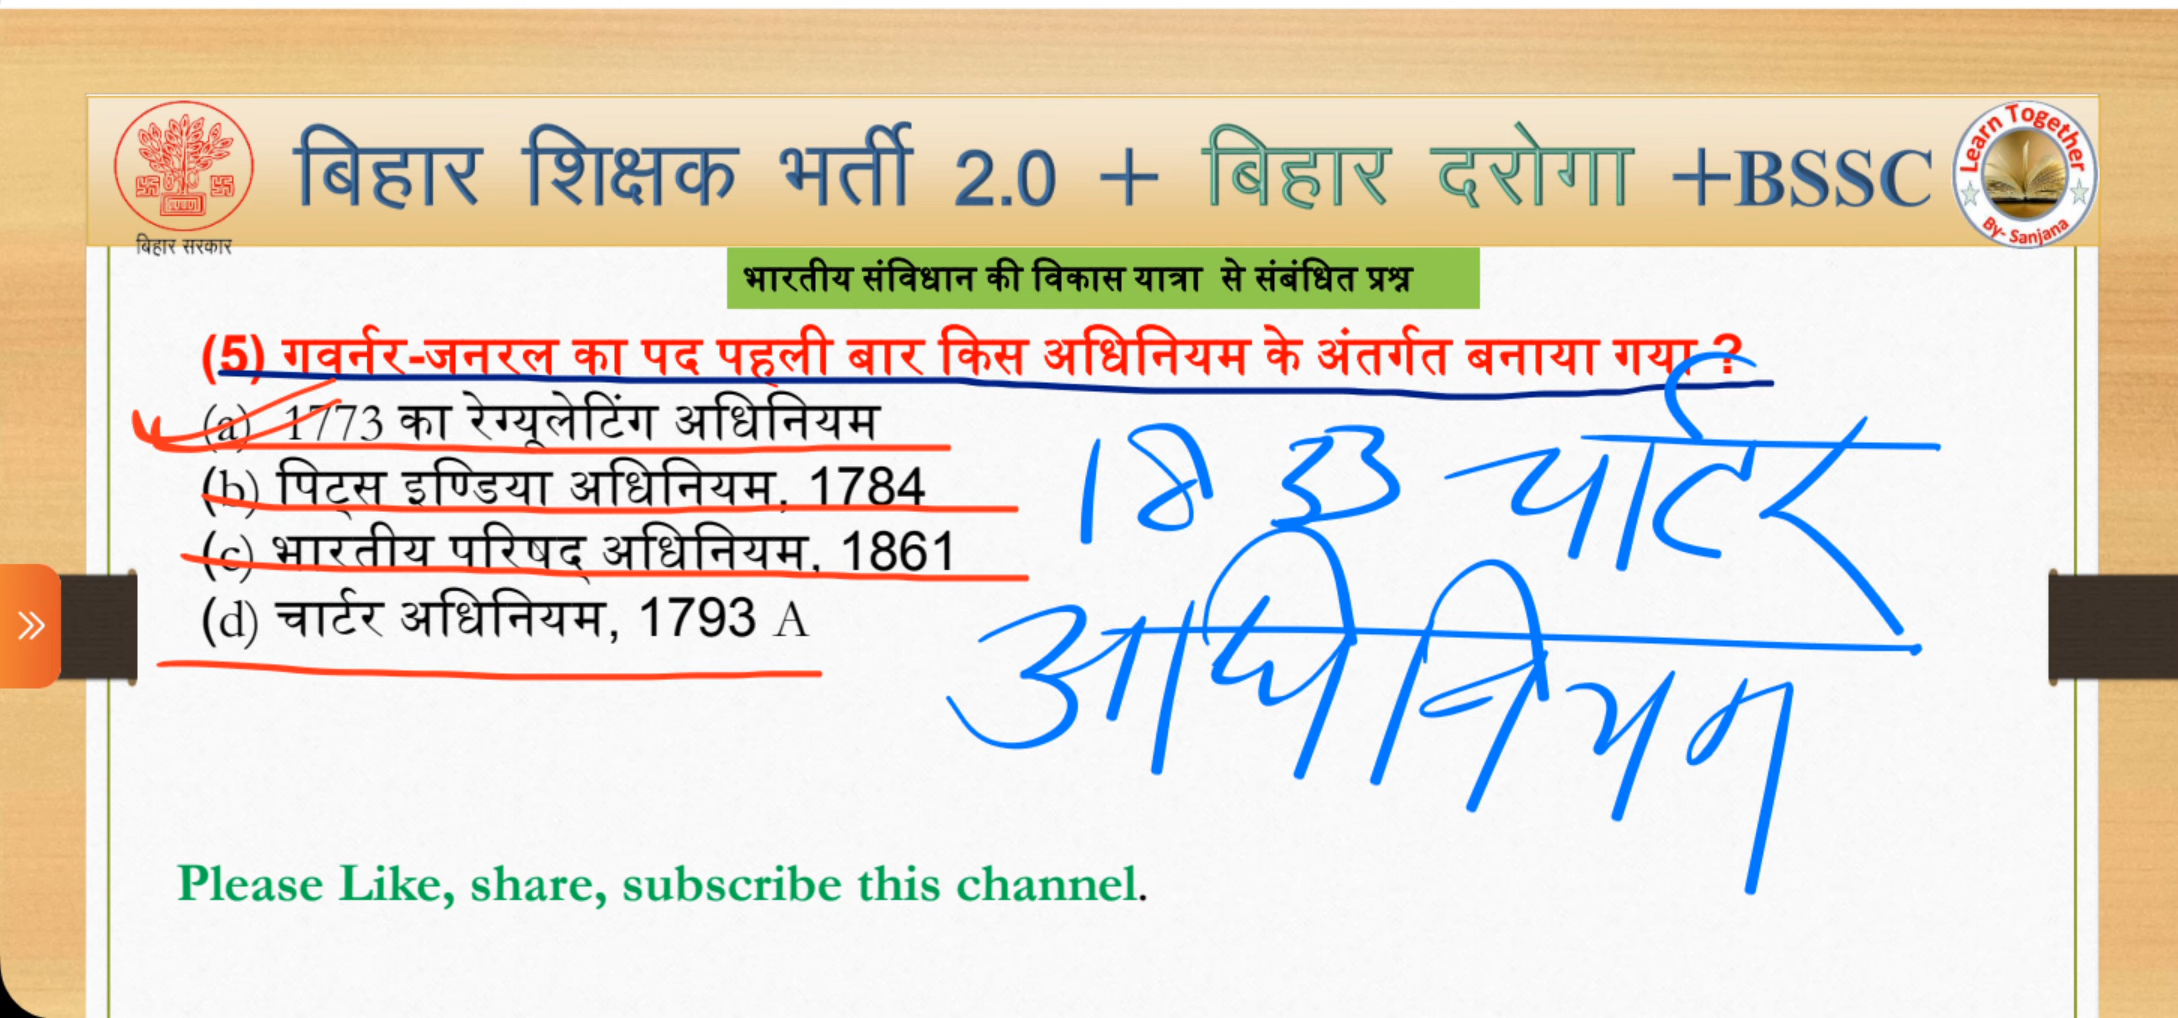 बिहार शिक्षक भर्ती 2.0 + बिहार दरोगा +BSSC
Learn Together
By- Sanjana
बिहार सरकार
भारतीय संविधान की विकास यात्रा से संबंधित प्रश्न
(5) गवर्नर-जनरल का पद पहली बार किस अधिनियम के अंतर्गत बनाया गया ?
(a) 1773 का रेग्यूलेटिंग अधिनियम
(b) पिट्स इण्डिया अधिनियम, 1784
(c) भारतीय परिषद् अधिनियम, 1861
(d) चार्टर अधिनियम, 1793 A
1833 चार्टर
अधिनियम
Please Like, share, subscribe this channel.